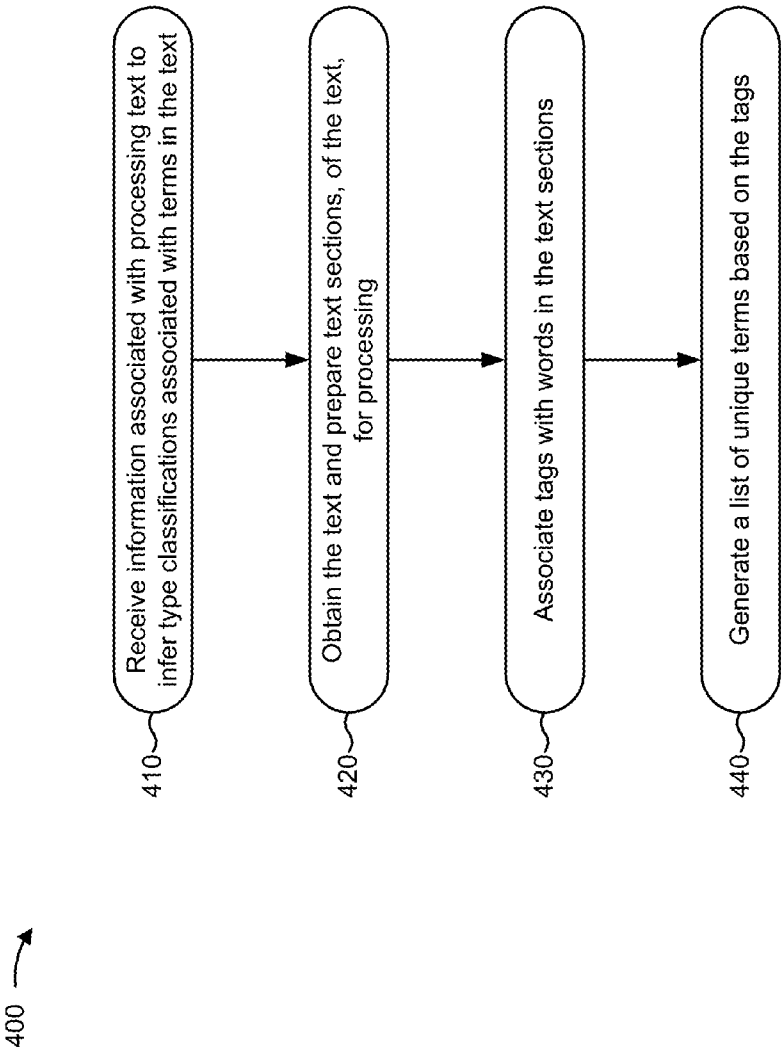 400
410
Receive information associated with processing text to
infer type classifications associated with terms in the text
420
Obtain the text and prepare text sections, of the text,
for processing
430
Associate tags with words in the text sections
440
Generate a list of unique terms based on the tags